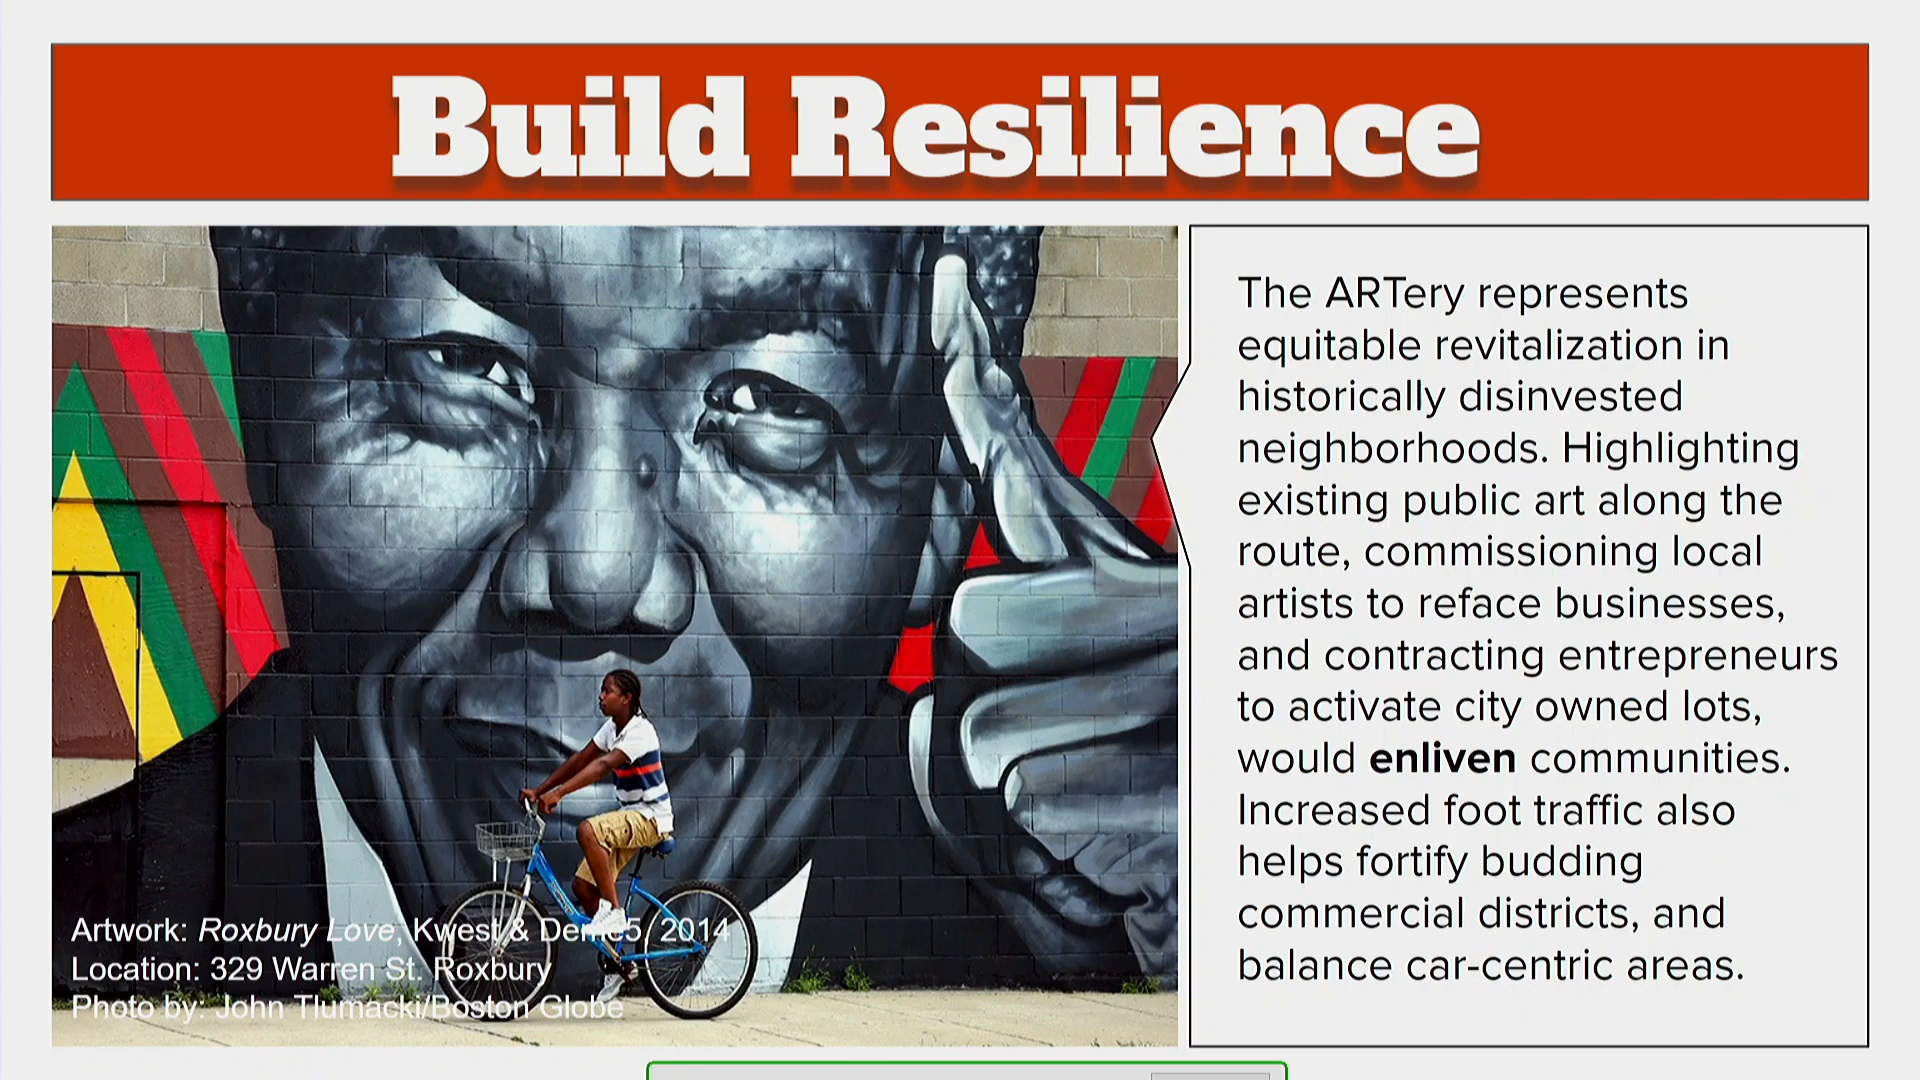 Build Resilience
The ARTery represents
equitable revitalization in
historically disinvested
neighborhoods. Highlighting
existing public art along the
route, commissioning local
artists to reface businesses,
and contracting entrepreneurs
to activate city owned lots,
would enliven communities.
Increased foot traffic also
helps fortify budding
commercial districts, and
balance car-centric areas.
Artwork: Roxbury Love, Kwest & Deme5, 2014
Location: 329 Warren St. Roxbury
Photo by: John Tlumacki/Boston Globe